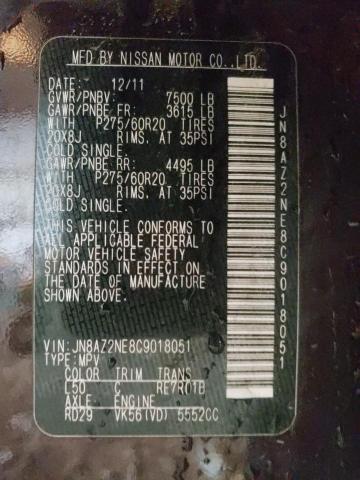 MFD BY NISSAN MOTOR CO.,LTD.
DATE: 12/11
GVWR/PNBV: 7500 LB
GAWR/PNBE FR: 3615 LB
WITH P275/60R20 TIRES
20X8J RIMS, AT 35PSI
COLD SINGLE.
GAWR/PNBE RR: 4495 LB
WITH P275/60R20 TIRES
20X8J RIMS, AT 35PSI
COLD SINGLE.
THIS VEHICLE CONFORMS TO
ALL APPLICABLE FEDERAL
MOTOR VEHICLE SAFETY
STANDARDS IN EFFECT ON
THE DATE OF MANUFACTURE
SHOWN ABOVE.
VIN:JN8AZ2NE8C9018051
TYPE:MPV
COLOR TRIM TRANS
L50 C RE7R01B
AXLE ENGINE
RD29 VK56(VD) 5552CC
JN8AZ2NE8C9018051